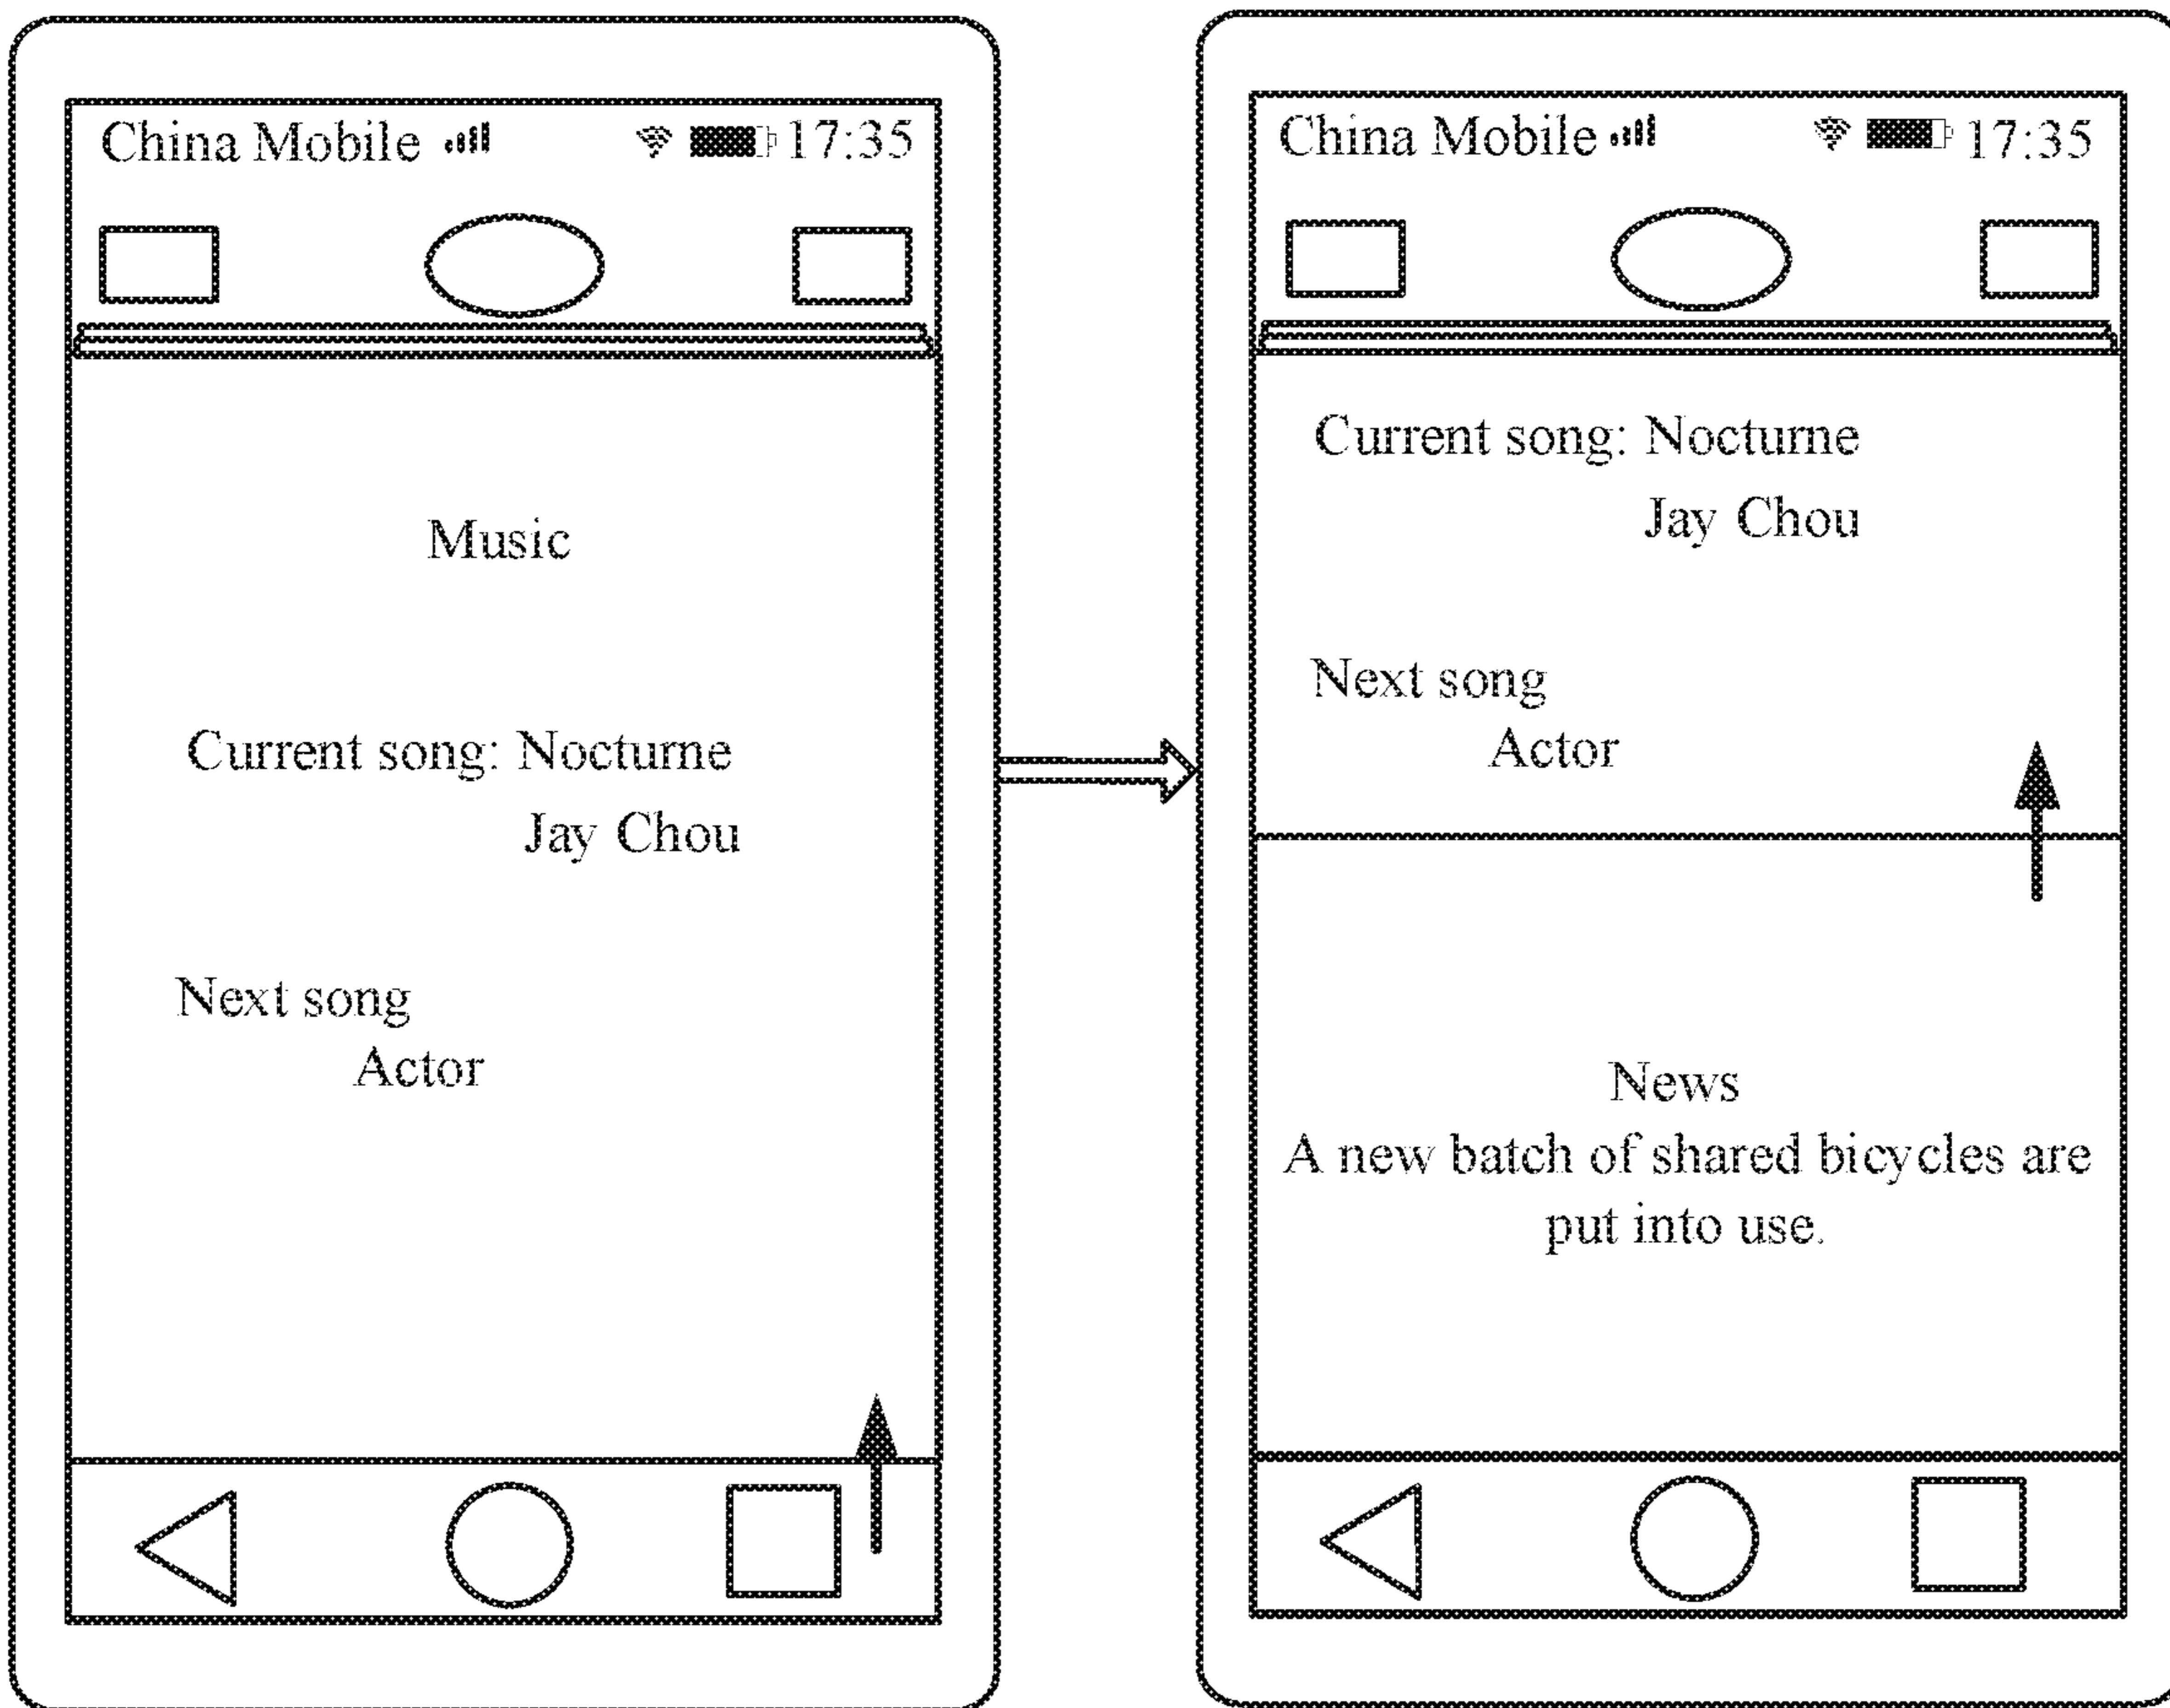 China Mobile 17:35
Music
Current song: Nocturne
Jay Chou
Next song
Actor
China Mobile 17:35
Current song: Nocturne
Jay Chou
Next song
Actor
News
A new batch of shared bicycles are
put into use.